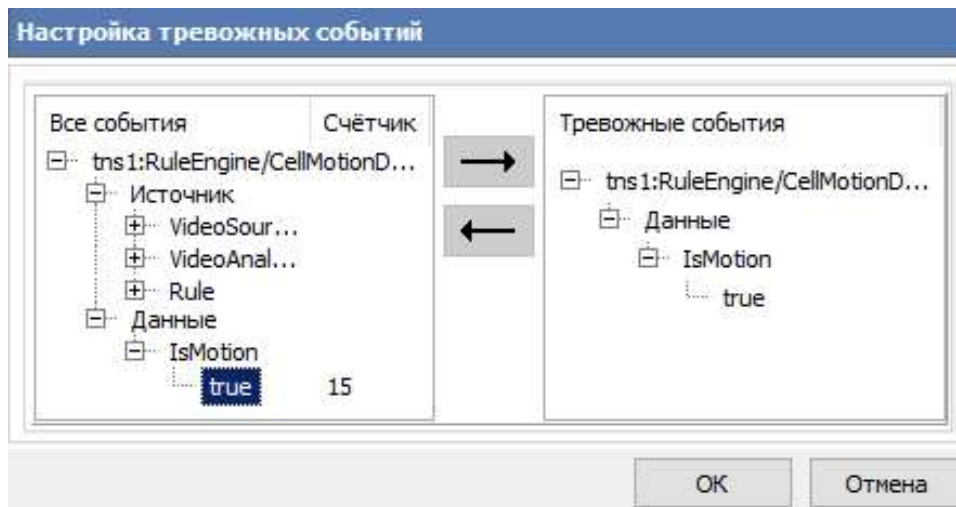 Настройка тревожных событий
Все события Счётчик
tns1:RuleEngine/CellMotionD...
Источник
VideoSour...
VideoAnal...
Rule
Данные
IsMotion
true 15
Тревожные события
tns1:RuleEngine/CellMotionD...
Данные
IsMotion
true
ОК Отмена